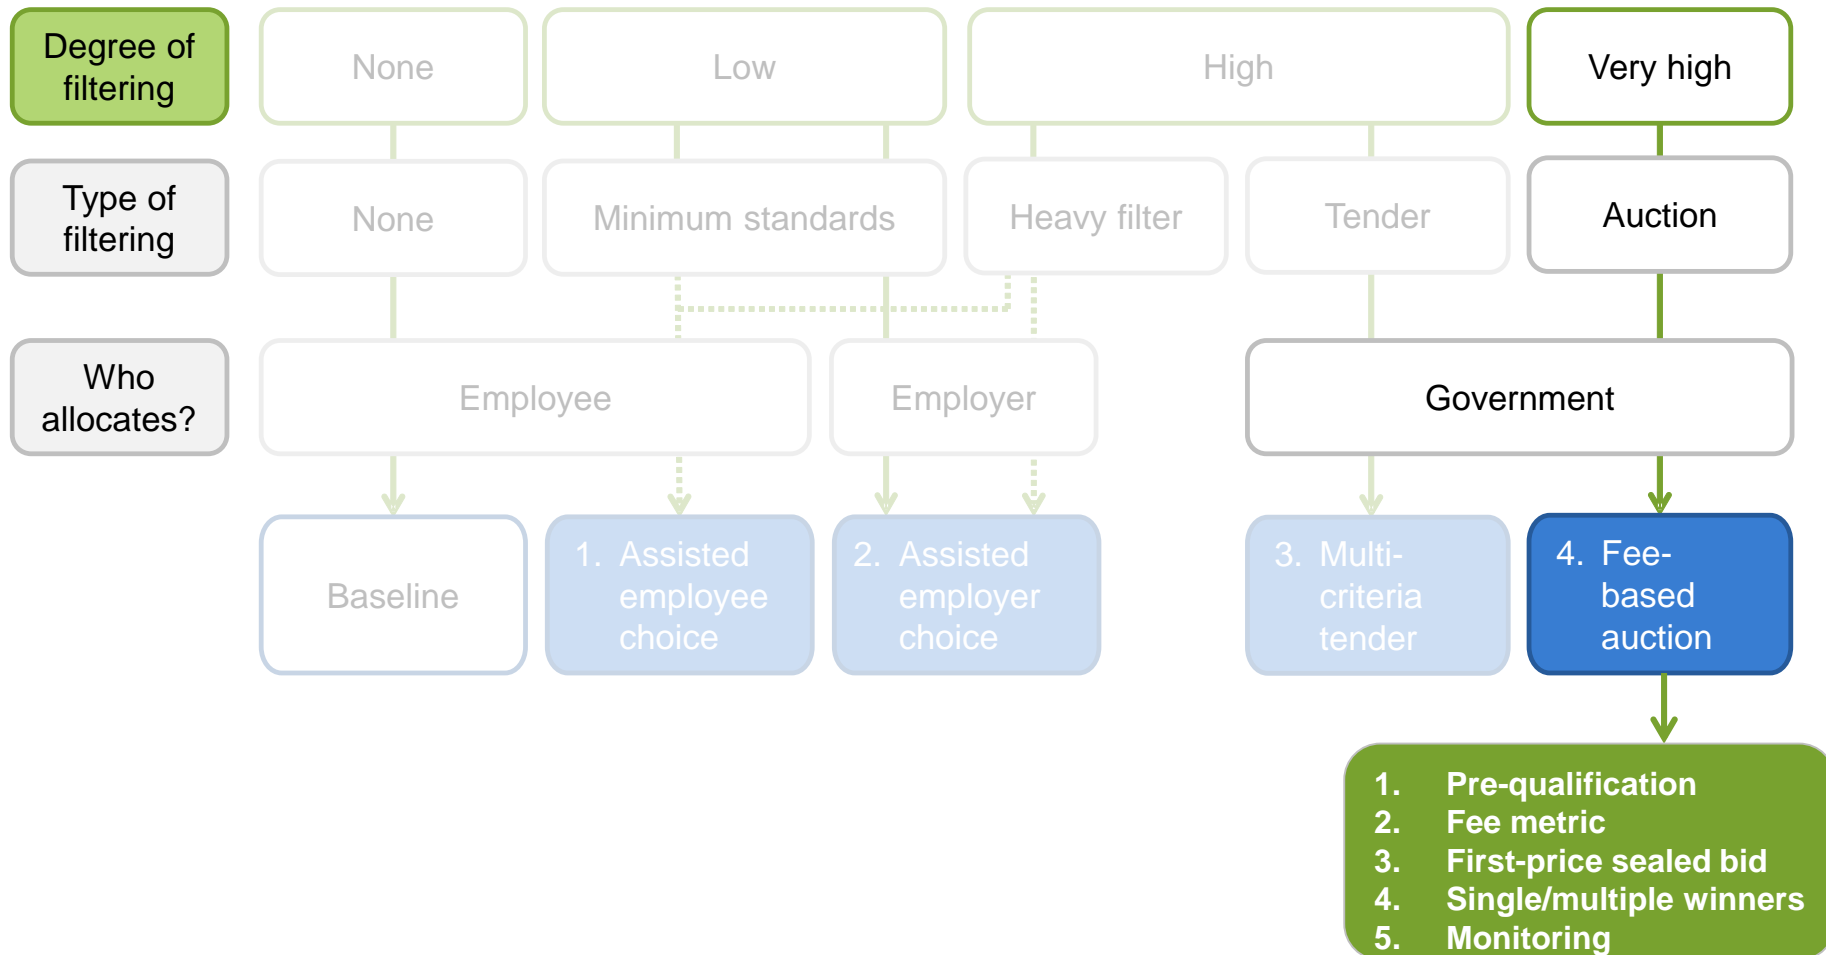 Degree of
filtering
None
Low
High
Very high
Type of
filtering
None
Minimum standards
Heavy filter
Tender
Auction
Who
allocates?
Employee
Employer
Government
Baseline
1. Assisted
employee
choice
2. Assisted
employer
choice
3. Multi-
criteria
tender
4. Fee-
based
auction
1. Pre-qualification
2. Fee metric
3. First-price sealed bid
4. Single/multiple winners
5. Monitoring